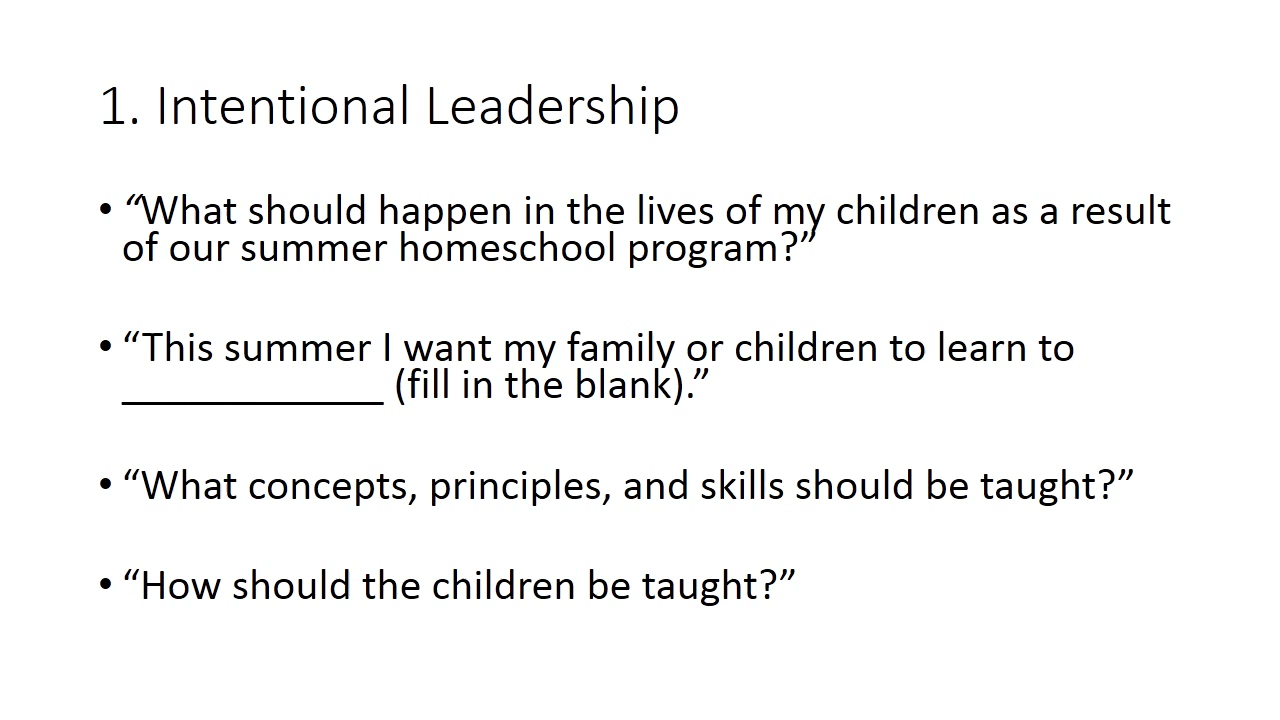 1. Intentional Leadership
• “What should happen in the lives of my children as a result
of our summer homeschool program?”
• “This summer I want my family or children to learn to
____________ (fill in the blank).”
• “What concepts, principles, and skills should be taught?”
• “How should the children be taught?”